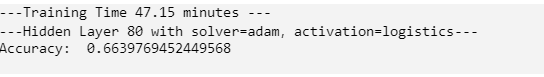 ---Training Time 47.15 minutes ---
---Hidden Layer 80 with solver=adam, activation=logistics---
Accuracy:  0.6639769452449568